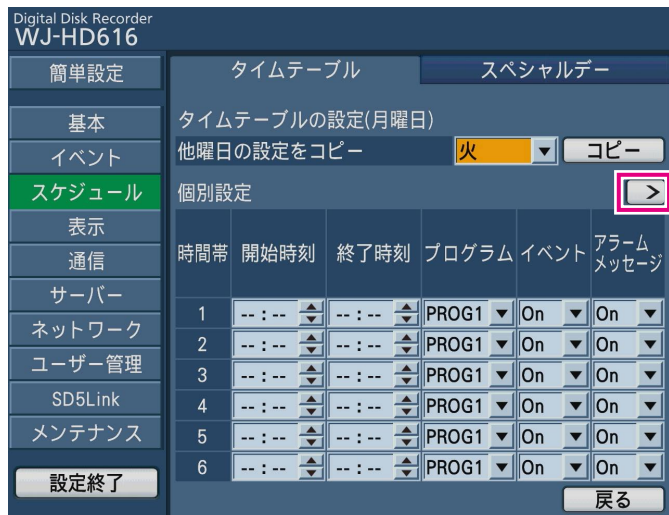 Digital Disk Recorder
WJ-HD616
簡単設定
基本
イベント
スケジュール
表示
通信
サーバー
ネットワーク
ユーザー管理
SD5Link
メンテナンス
設定終了
タイムテーブル スペシャルデー
タイムテーブルの設定(月曜日)
他曜日の設定をコピー 火 ▼ コピー
個別設定 >
時間帯 開始時刻 終了時刻 プログラム イベント アラームメッセージ
1 --:-- --:-- PROG1 ▼ On ▼ On ▼
2 --:-- --:-- PROG1 ▼ On ▼ On ▼
3 --:-- --:-- PROG1 ▼ On ▼ On ▼
4 --:-- --:-- PROG1 ▼ On ▼ On ▼
5 --:-- --:-- PROG1 ▼ On ▼ On ▼
6 --:-- --:-- PROG1 ▼ On ▼ On ▼
戻る